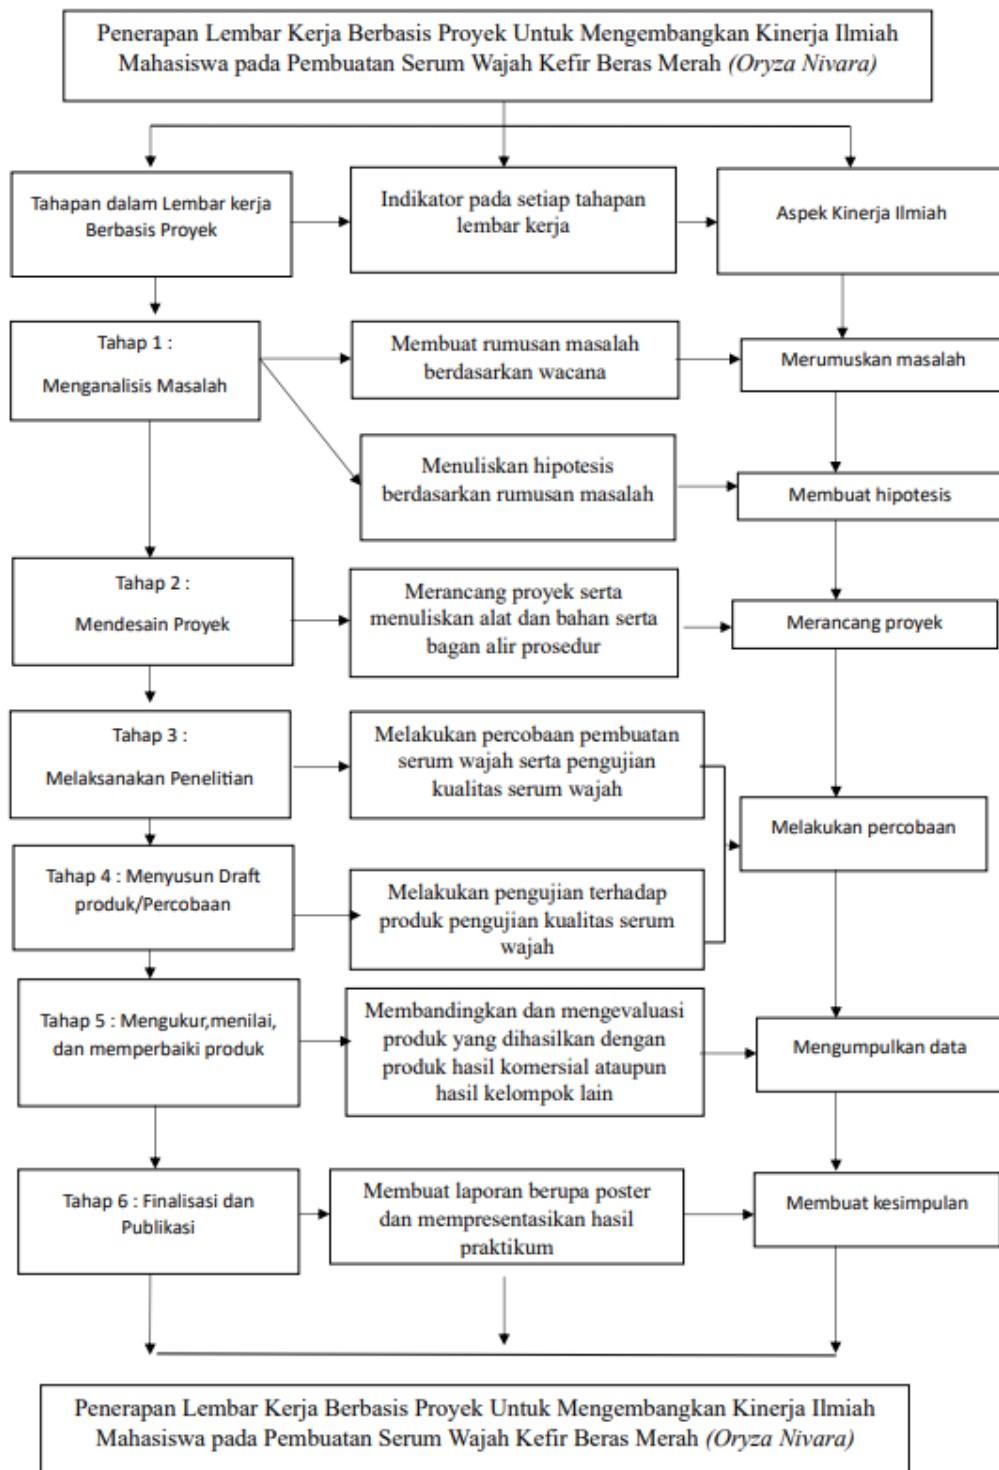 Penerapan Lembar Kerja Berbasis Proyek Untuk Mengembangkan Kinerja Ilmiah
Mahasiswa pada Pembuatan Serum Wajah Kefir Beras Merah (Oryza Nivara)
Tahapan dalam Lembar kerja
Berbasis Proyek
Indikator pada setiap tahapan
lembar kerja
Aspek Kinerja Ilmiah
Tahap 1 :
Menganalisis Masalah
Membuat rumusan masalah
berdasarkan wacana
Merumuskan masalah
Menuliskan hipotesis
berdasarkan rumusan masalah
Membuat hipotesis
Tahap 2 :
Mendesain Proyek
Merancang proyek serta
menuliskan alat dan bahan serta
bagan alir prosedur
Merancang proyek
Tahap 3 :
Melaksanakan Penelitian
Melakukan percobaan pembuatan
serum wajah serta pengujian
kualitas serum wajah
Melakukan percobaan
Tahap 4 : Menyusun Draft
produk/Percobaan
Melakukan pengujian terhadap
produk pengujian kualitas serum
wajah
Tahap 5 : Mengukur,menilai,
dan memperbaiki produk
Membandingkan dan mengevaluasi
produk yang dihasilkan dengan
produk hasil komersial ataupun
hasil kelompok lain
Mengumpulkan data
Tahap 6 : Finalisasi dan
Publikasi
Membuat laporan berupa poster
dan mempresentasikan hasil
praktikum
Membuat kesimpulan
Penerapan Lembar Kerja Berbasis Proyek Untuk Mengembangkan Kinerja Ilmiah
Mahasiswa pada Pembuatan Serum Wajah Kefir Beras Merah (Oryza Nivara)